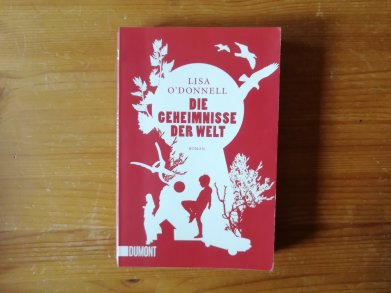 LISA
O'DONNELL
DIE
GEHEIMNISSE
DER WELT
ROMAN
DUMONT